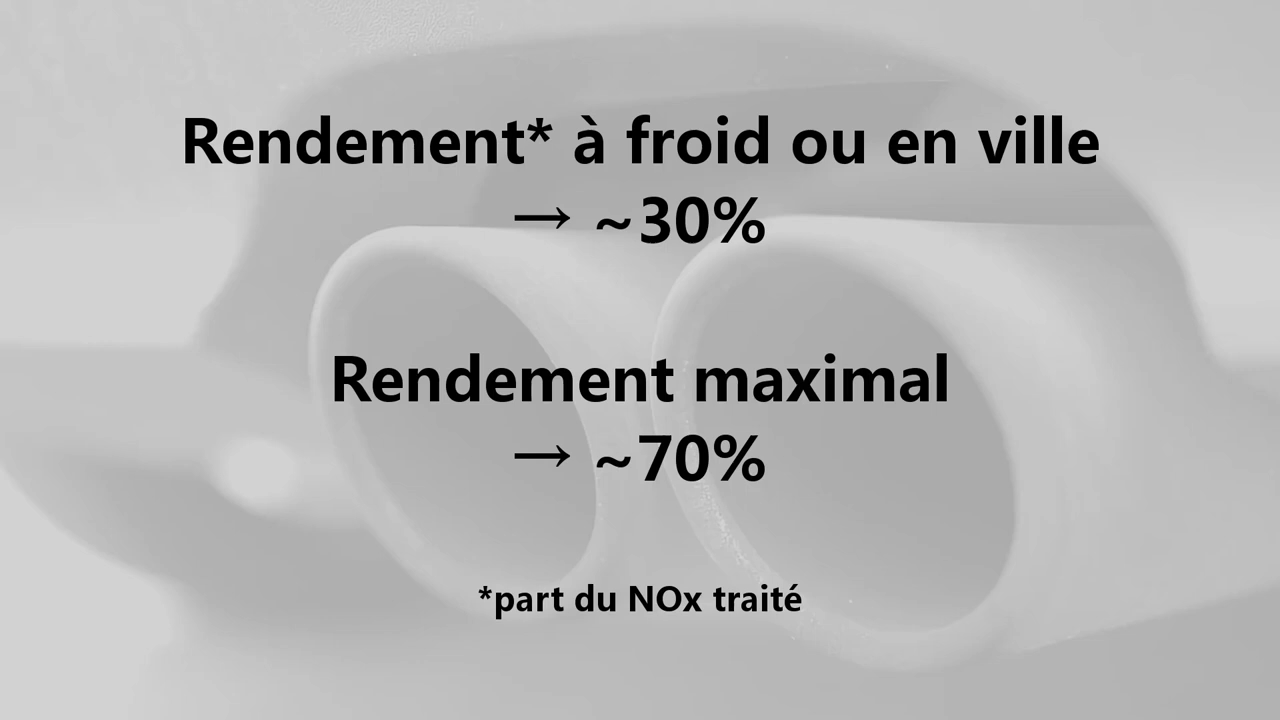 Rendement* à froid ou en ville
→ ~30%
Rendement maximal
→ ~70%
*part du NOx traité